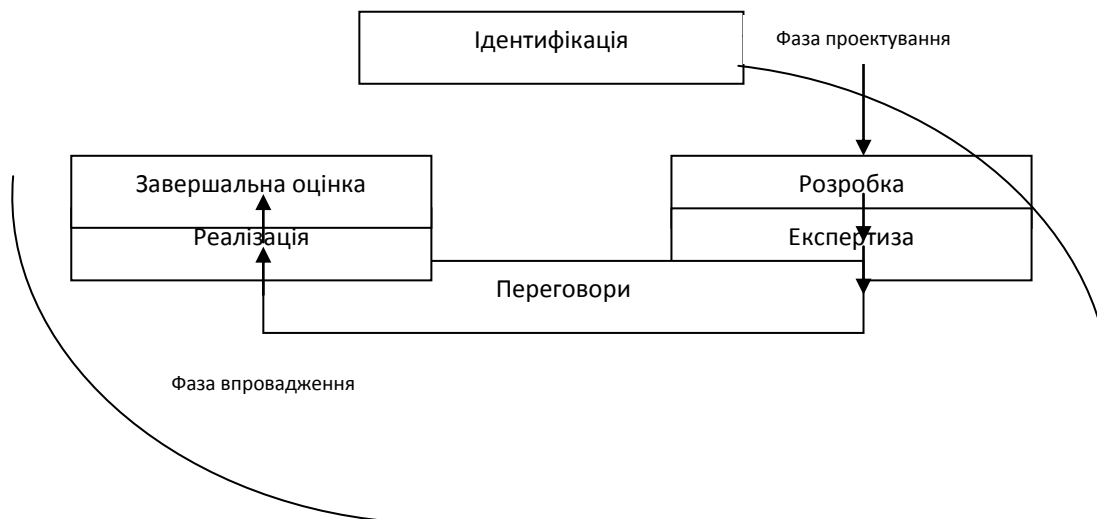 Ідентифікація
Фаза проектування
Завершальна оцінка
Розробка
Реалізація
Експертиза
Переговори
Фаза впровадження